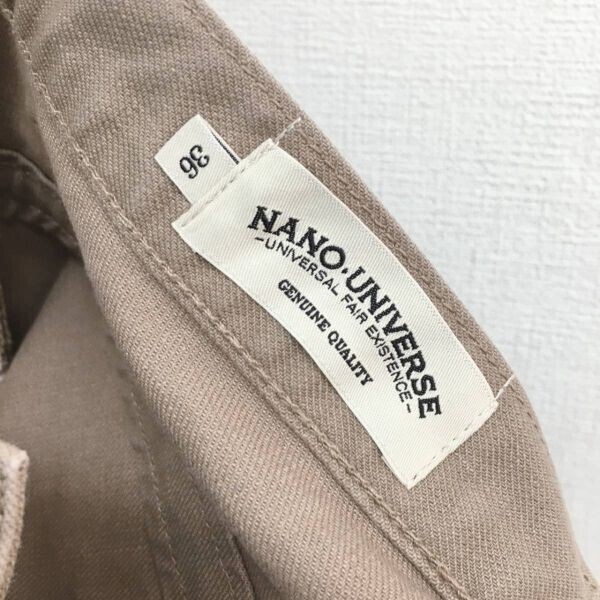 36
NANO·UNIVERSE
-UNIVERSAL FAIR EXISTENCE-
GENUINE QUALITY